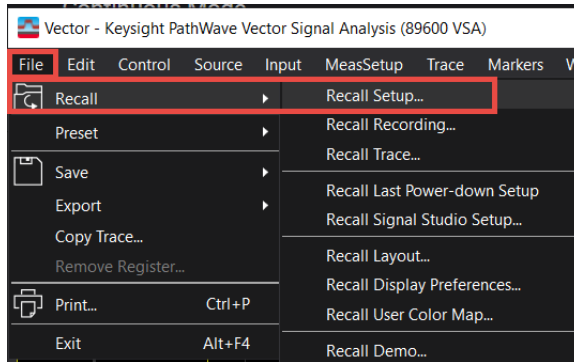 Vector - Keysight PathWave Vector Signal Analysis (89600 VSA)
File Edit Control Source Input MeasSetup Trace Markers
Recall
Preset
Save
Export
Copy Trace...
Remove Register...
Print... Ctrl+P
Exit Alt+F4
Recall Setup...
Recall Recording...
Recall Trace...
Recall Last Power-down Setup
Recall Signal Studio Setup...
Recall Layout...
Recall Display Preferences...
Recall User Color Map...
Recall Demo...